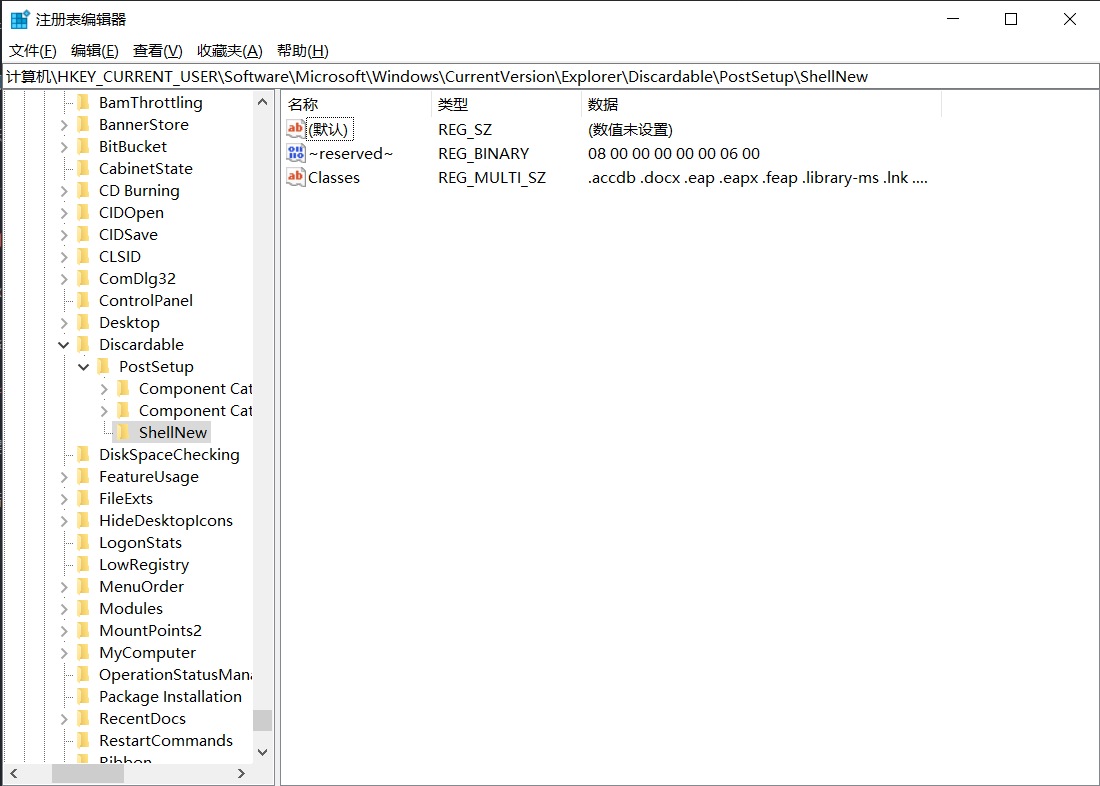 注册表编辑器
文件(F) 编辑(E) 查看(V) 收藏夹(A) 帮助(H)
计算机\HKEY_CURRENT_USER\Software\Microsoft\Windows\CurrentVersion\Explorer\Discardable\PostSetup\ShellNew
BamThrottling
BannerStore
BitBucket
CabinetState
CD Burning
CIDOpen
CIDSave
CLSID
ComDlg32
ControlPanel
Desktop
Discardable
PostSetup
Component Cat
Component Cat
ShellNew
DiskSpaceChecking
FeatureUsage
FileExts
HideDesktopIcons
LogonStats
LowRegistry
MenuOrder
Modules
MountPoints2
MyComputer
OperationStatusMana
Package Installation
RecentDocs
RestartCommands
Ribbon
名称 类型 数据
(默认) REG_SZ (数值未设置)
~reserved~ REG_BINARY 08 00 00 00 00 00 06 00
Classes REG_MULTI_SZ .accdb .docx .eap .eapx .feap .library-ms .lnk ....